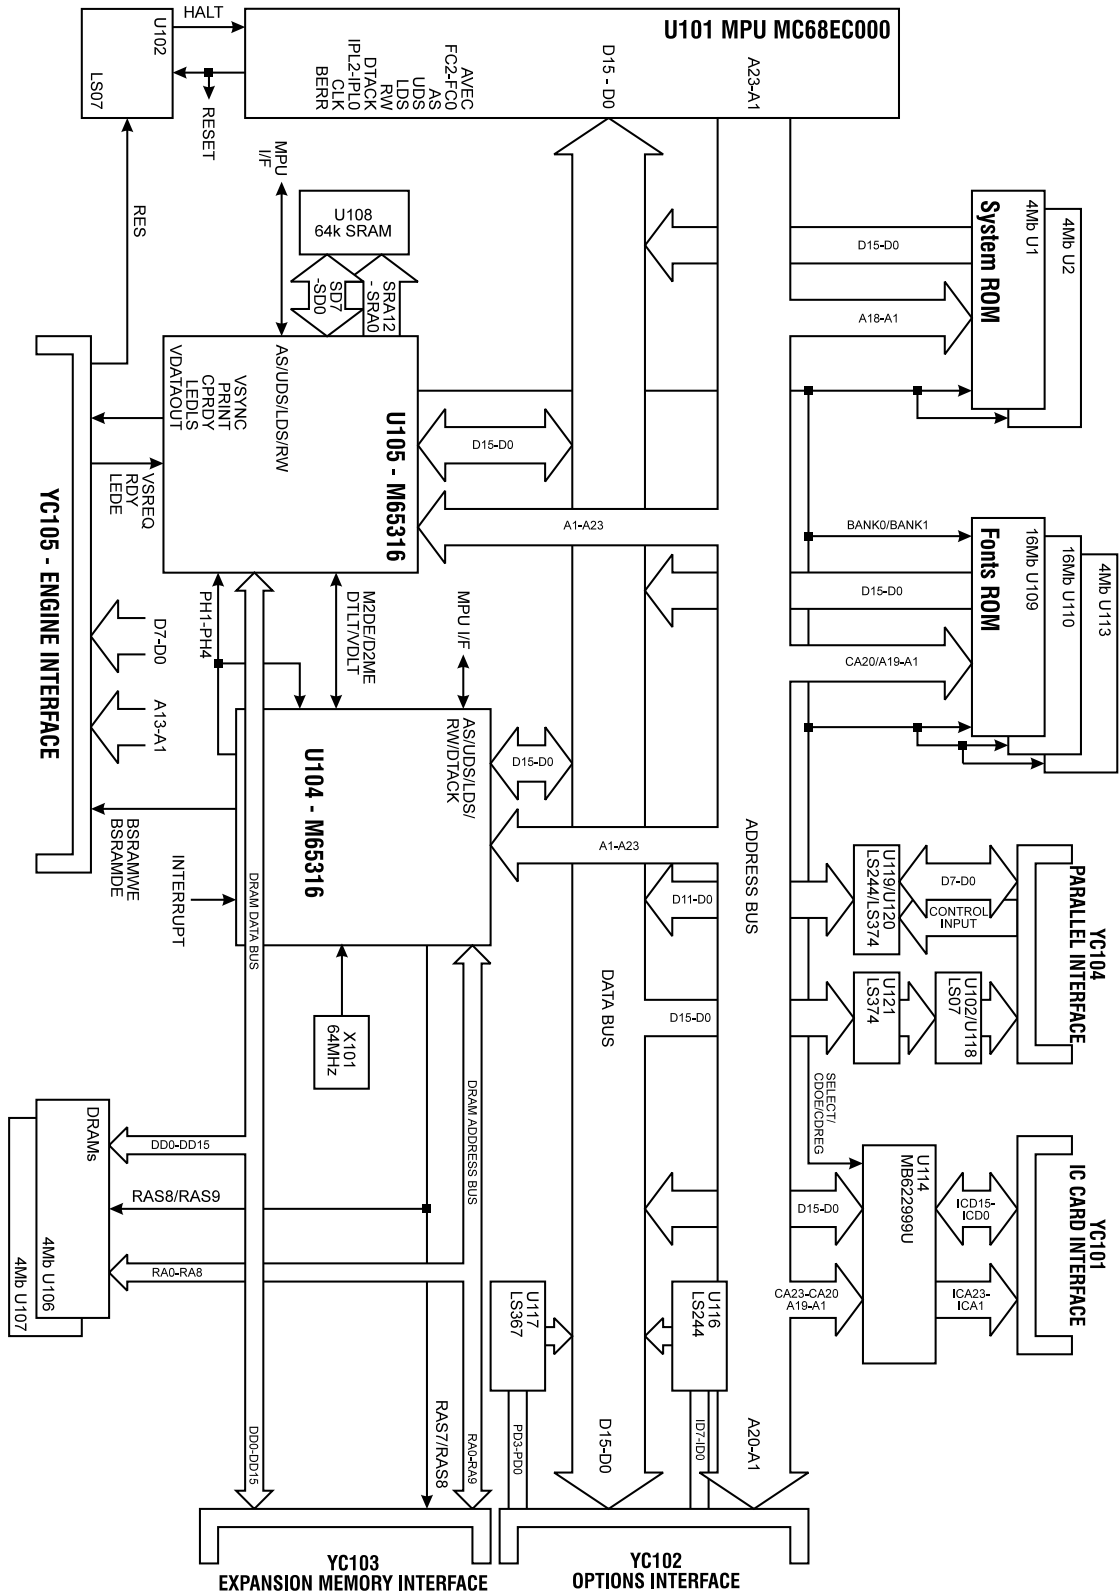 U101 MPU MC68EC000
A23-A1
D15 - D0
AVEC
FC2-FC0
AS
UDS
LDS
RW
DTACK
IPL2-IPL0
CLK
BERR
HALT
U102
LS07
RESET
RES
MPU
I/F
U108
64k SRAM
SRA12
- SRA0
SD7
-SD0
4Mb U2
4Mb U1
System ROM
D15-D0
A18-A1
U105 - M65316
AS/UDS/LDS/RW
VSYNC
PRINT
CPRDY
LEDLS
VDATAOUT
VSREQ
RDY
LEDE
D15-D0
A1-A23
BANK0/BANK1
4Mb U113
16Mb U110
16Mb U109
Fonts ROM
D15-D0
CA20/A19-A1
YC105 - ENGINE INTERFACE
D7-D0
A13-A1
PH1-PH4
M2DE/D2ME
DTLT/VDLT
MPU I/F
U104 - M65316
AS/UDS/LDS/
RW/DTACK
D15-D0
A1-A23
BSRAMWE
BSRAMDE
INTERRUPT
DRAM DATA BUS
X101
64MHz
ADDRESS BUS
DATA BUS
D11-D0
D15-D0
YC104
PARALLEL INTERFACE
U119/U120
LS244/LS374
D7-D0
CONTROL
INPUT
U121
LS374
U102/U118
LS07
SELECT/
CDOE/CDREG
DRAM ADDRESS BUS
DRAMs
4Mb U106
4Mb U107
DD0-DD15
RAS8/RAS9
RA0-RA8
YC101
IC CARD INTERFACE
U114
MB622999U
D15-D0
ICD15-
ICD0
CA23-CA20
A19-A1
ICA23-
ICA1
U117
LS367
U116
LS244
DD0-DD15
RAS7/RAS8
RA0-RA9
PD3-PD0
D15-D0
ID7-ID0
A20-A1
YC103
EXPANSION MEMORY INTERFACE
YC102
OPTIONS INTERFACE